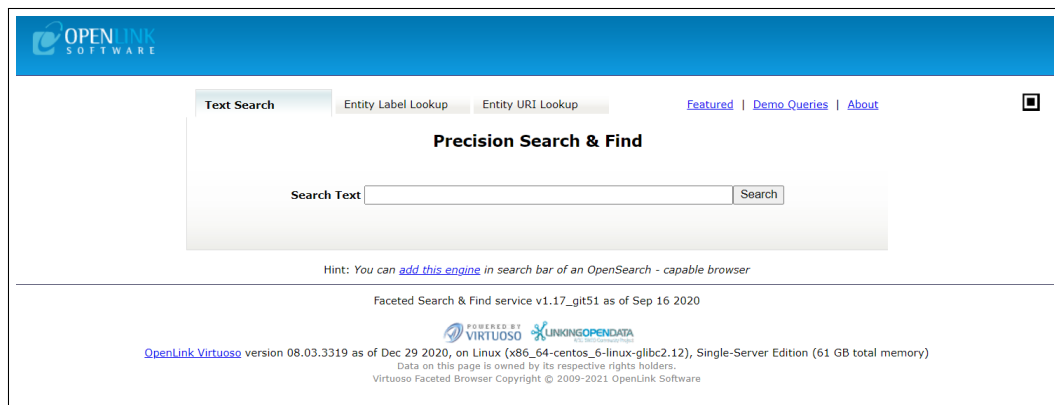 OPENLINK
SOFTWARE
Text Search
Entity Label Lookup
Entity URI Lookup
Featured | Demo Queries | About
Precision Search & Find
Search Text
Search
Hint: You can add this engine in search bar of an OpenSearch - capable browser
Faceted Search & Find service v1.17_git51 as of Sep 16 2020
POWERED BY
VIRTUOSO
LINKINGOPENDATA
OpenLink Virtuoso version 08.03.3319 as of Dec 29 2020, on Linux (x86_64-centos_6-linux-glibc2.12), Single-Server Edition (61 GB total memory)
Data on this page is owned by its respective rights holders.
Virtuoso Faceted Browser Copyright © 2009-2021 OpenLink Software